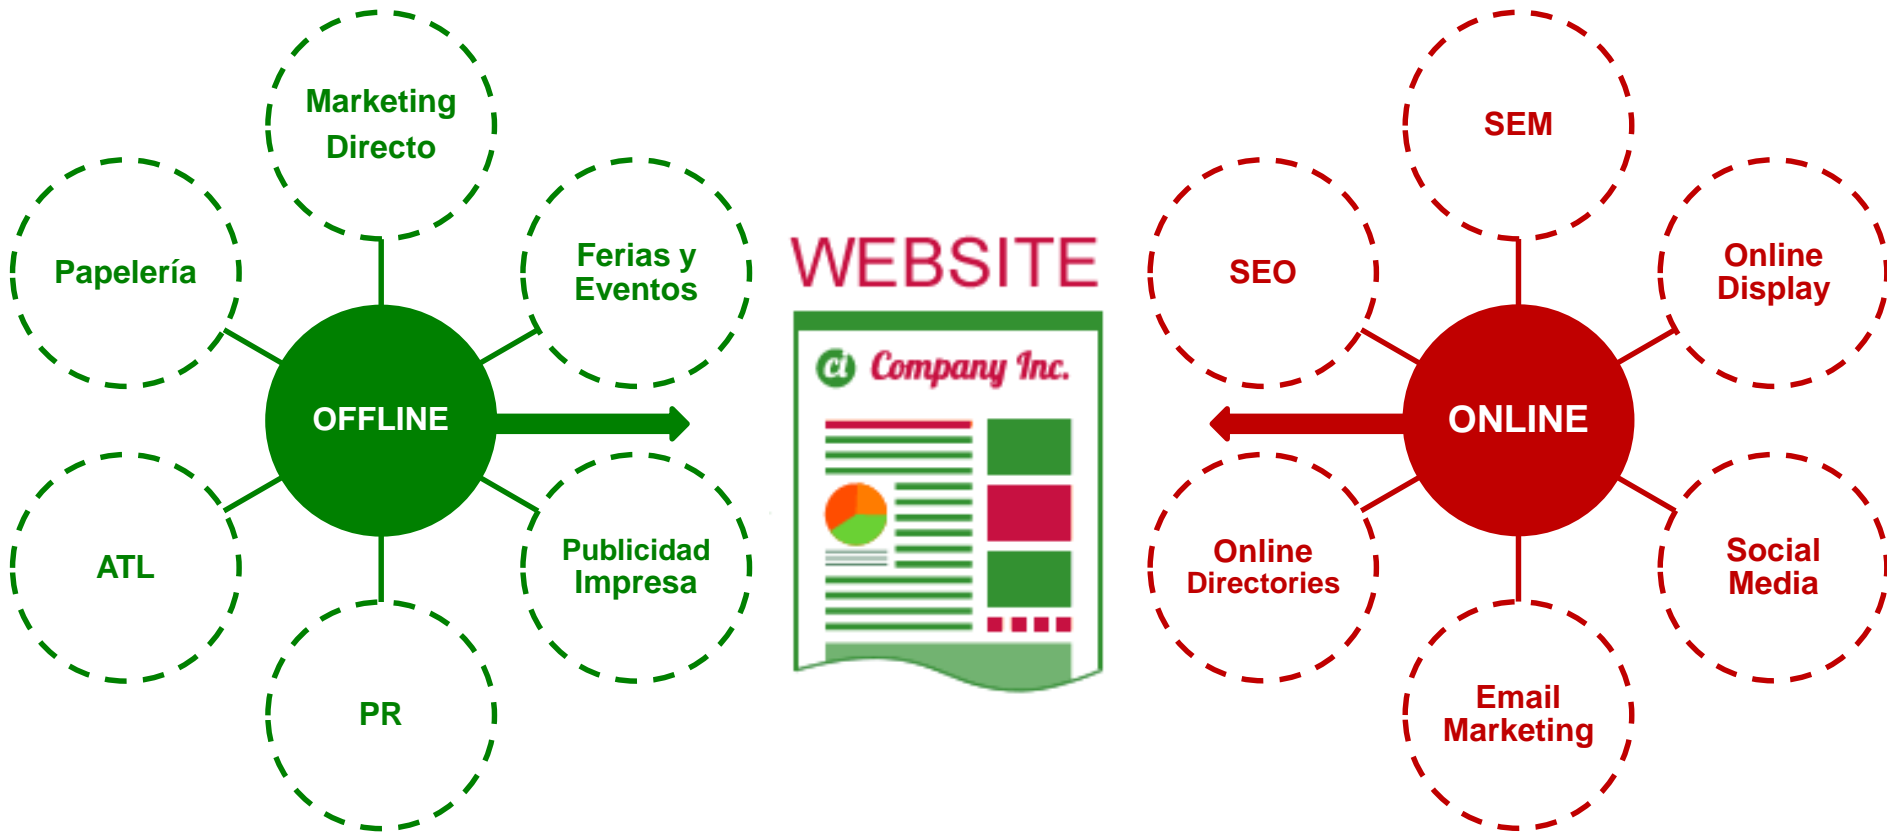 Marketing
Directo
Papelería
Ferias y
Eventos
OFFLINE
ATL
Publicidad
Impresa
PR
WEBSITE
ci Company Inc.
SEM
SEO
Online
Display
ONLINE
Online
Directories
Social
Media
Email
Marketing